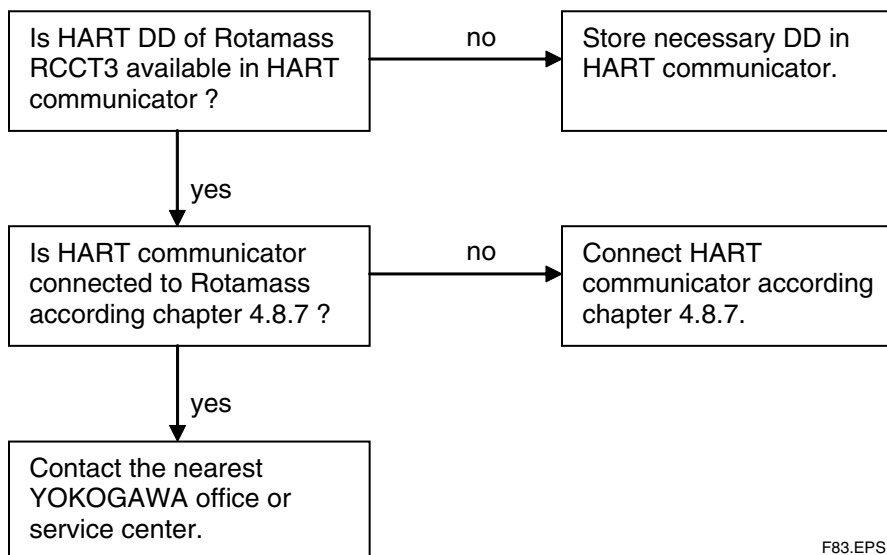 Is HART DD of Rotamass
RCCT3 available in HART
communicator ?
no
Store necessary DD in
HART communicator.
yes
Is HART communicator
connected to Rotamass
according chapter 4.8.7 ?
no
Connect HART
communicator according
chapter 4.8.7.
yes
Contact the nearest
YOKOGAWA office or
service center.
F83.EPS